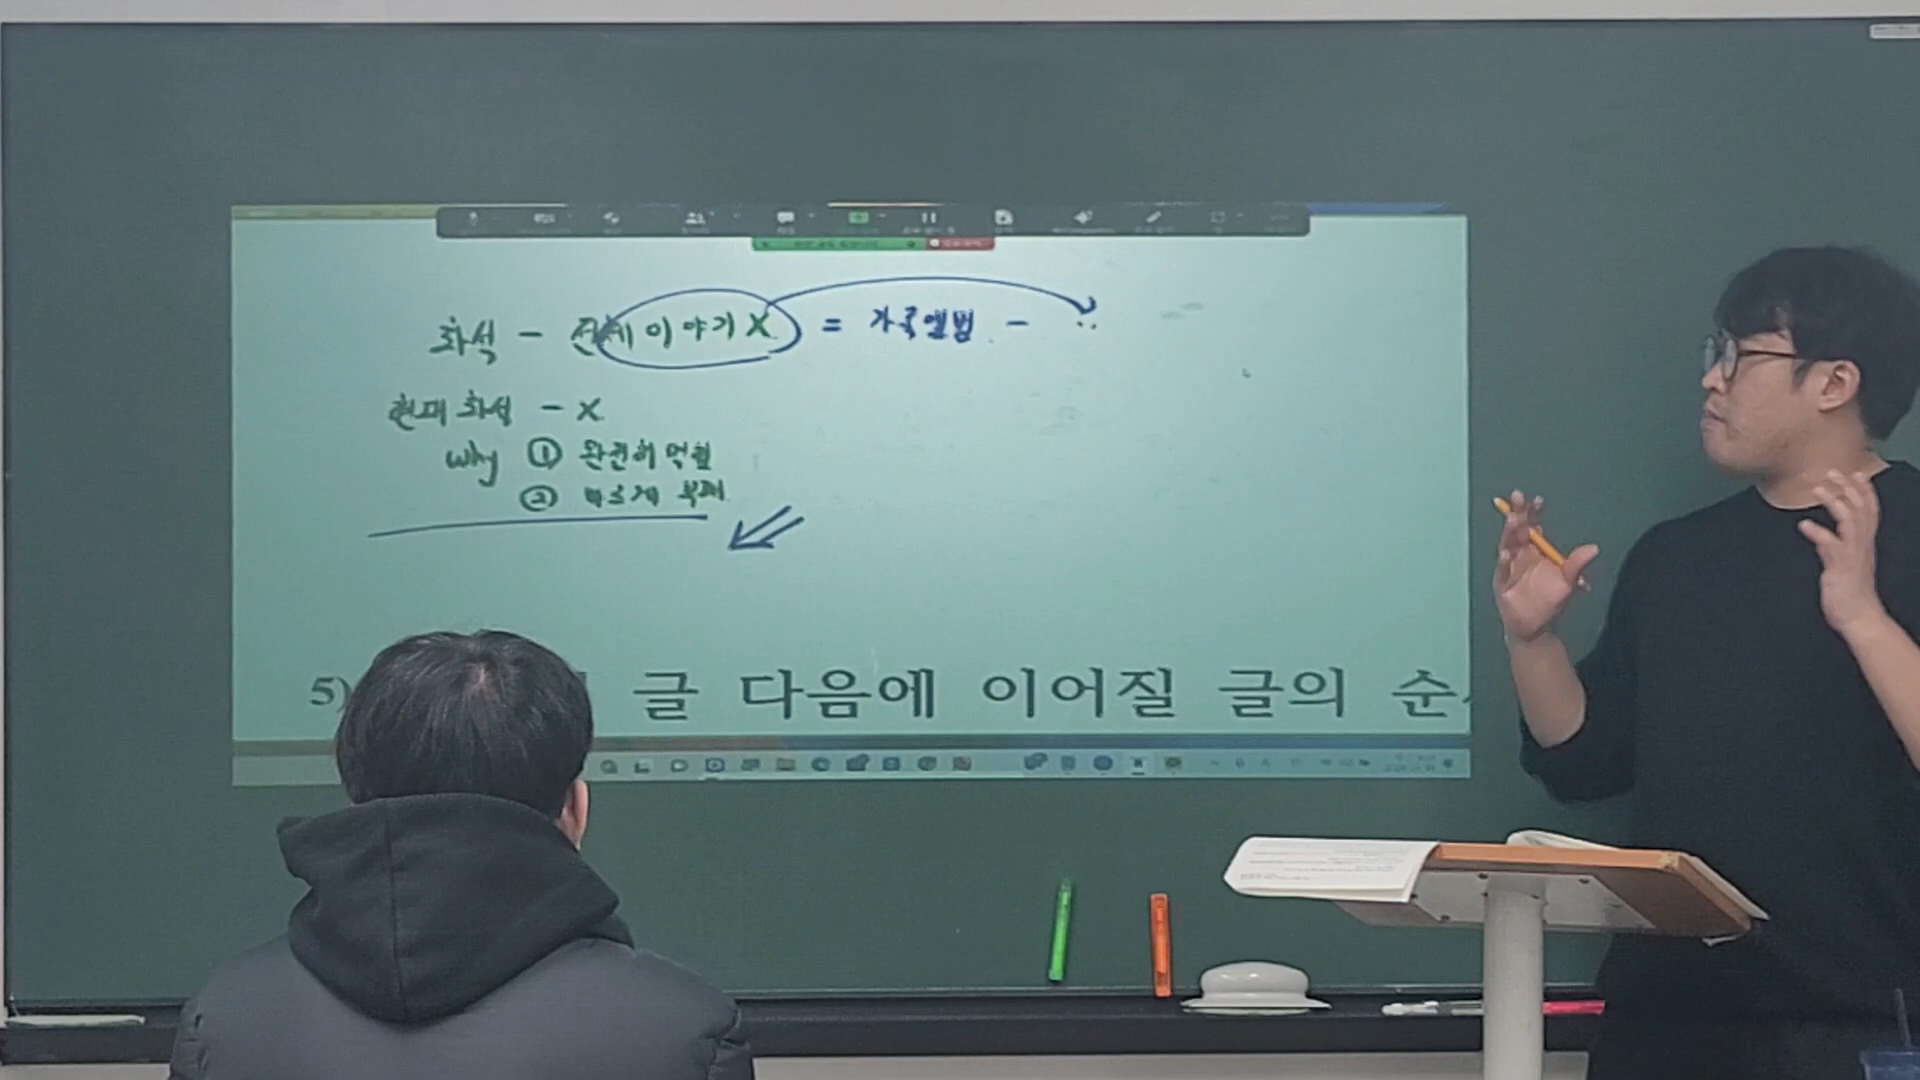 화석 - 전체 이야기 X = 가족앨범 -
현대 화석 - X
why ① 완전히 먹힘
② 빠르게 부패
5) 글 다음에 이어질 글의 순